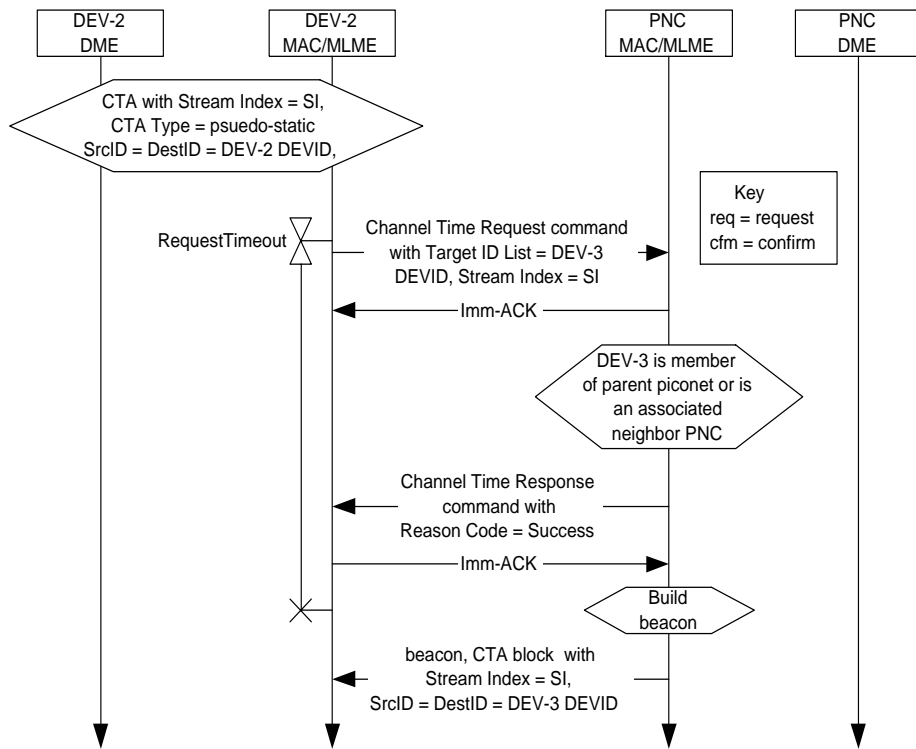 DEV-2
DME
DEV-2
MAC/MLME
PNC
MAC/MLME
PNC
DME
CTA with Stream Index = SI,
CTA Type = psuedo-static
SrcID = DestID = DEV-2 DEVID,
Key
req = request
cfm = confirm
RequestTimeout
Channel Time Request command
with Target ID List = DEV-3
DEVID, Stream Index = SI
Imm-ACK
DEV-3 is member
of parent piconet or is
an associated
neighbor PNC
Channel Time Response
command with
Reason Code = Success
Imm-ACK
Build
beacon
beacon, CTA block with
Stream Index = SI,
SrcID = DestID = DEV-3 DEVID